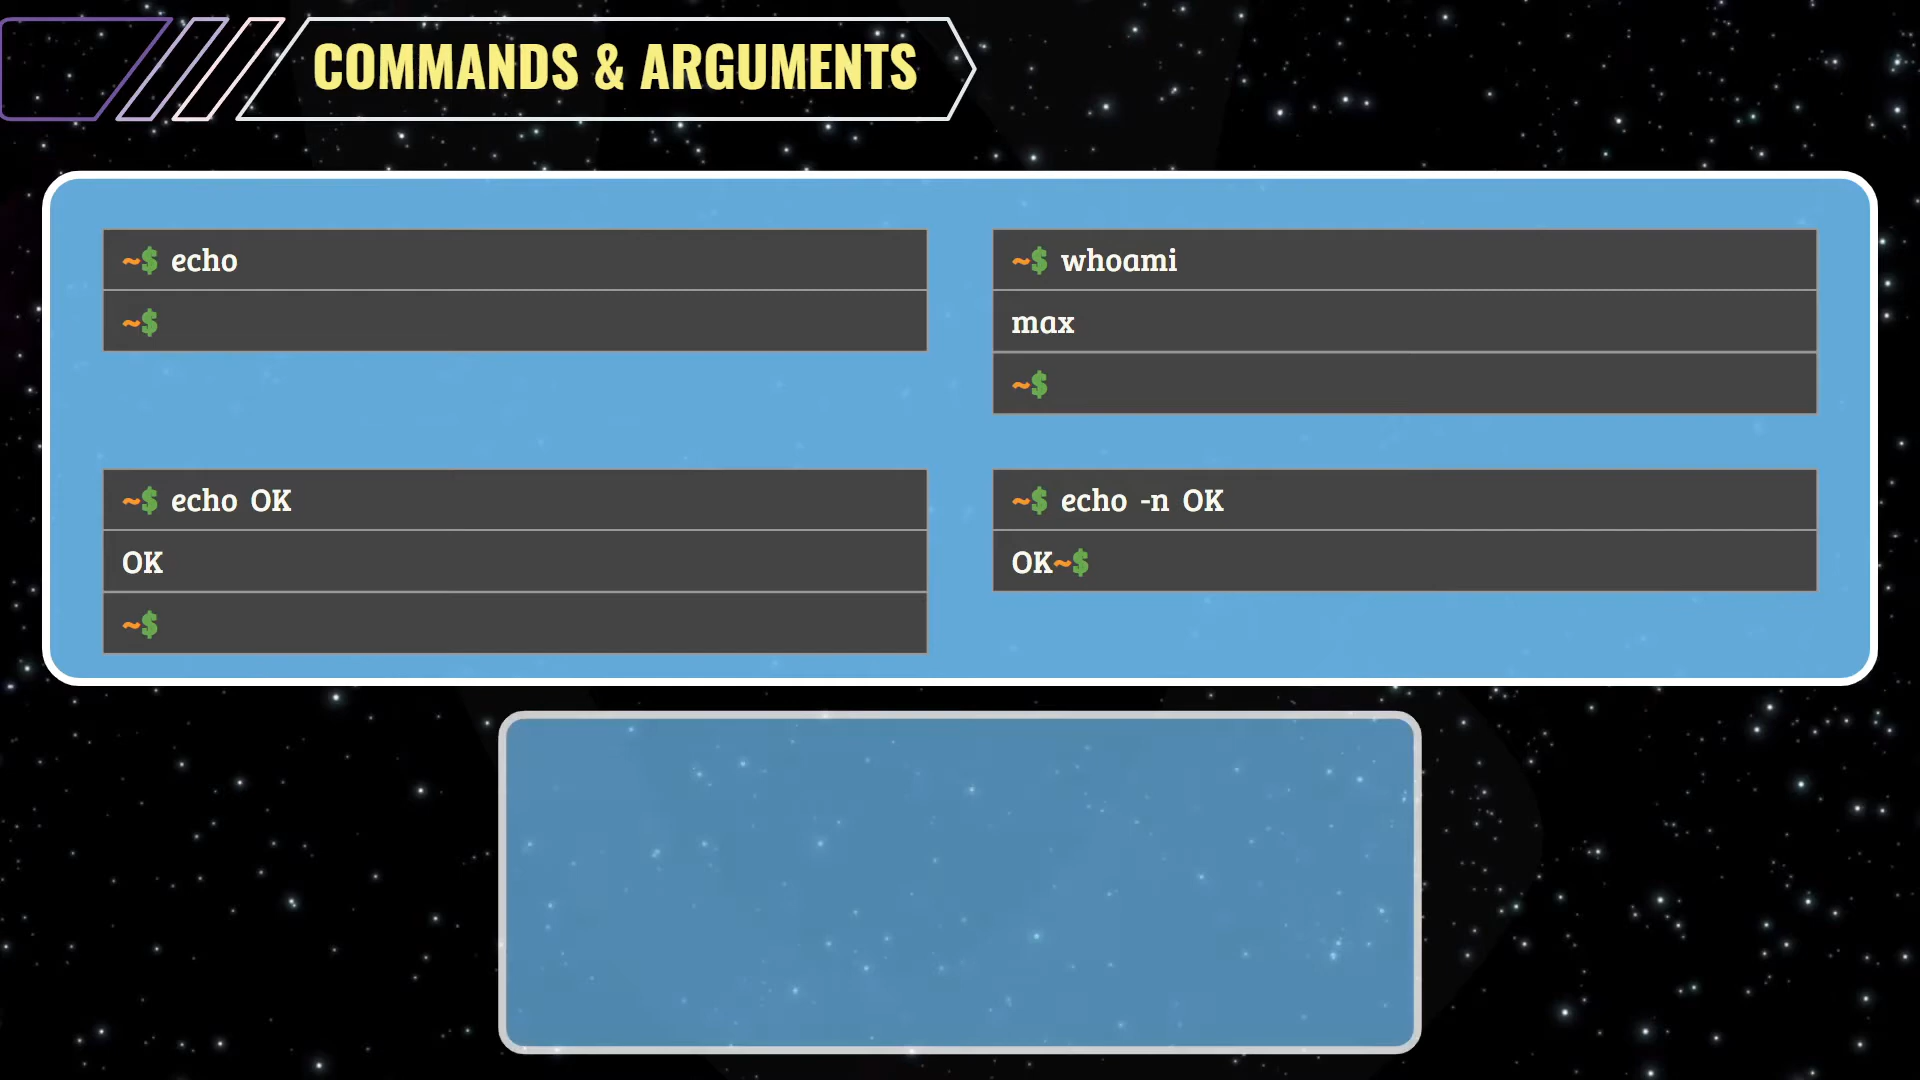 COMMANDS & ARGUMENTS
~$ echo
~$
~$ whoami
max
~$
~$ echo OK
OK
~$
~$ echo -n OK
OK~$